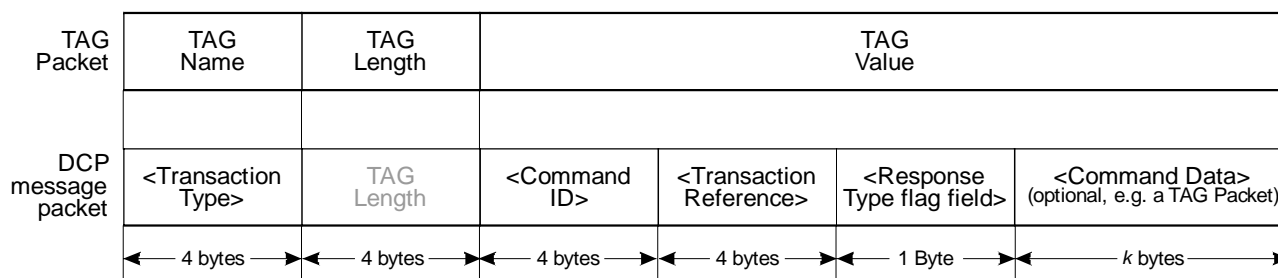 TAG
Packet
TAG
Name
TAG
Length
TAG
Value
DCP
message
packet
<Transaction
Type>
TAG
Length
<Command
ID>
<Transaction
Reference>
<Response
Type flag field>
<Command Data>
(optional, e.g. a TAG Packet)
4 bytes
4 bytes
4 bytes
4 bytes
1 Byte
k bytes